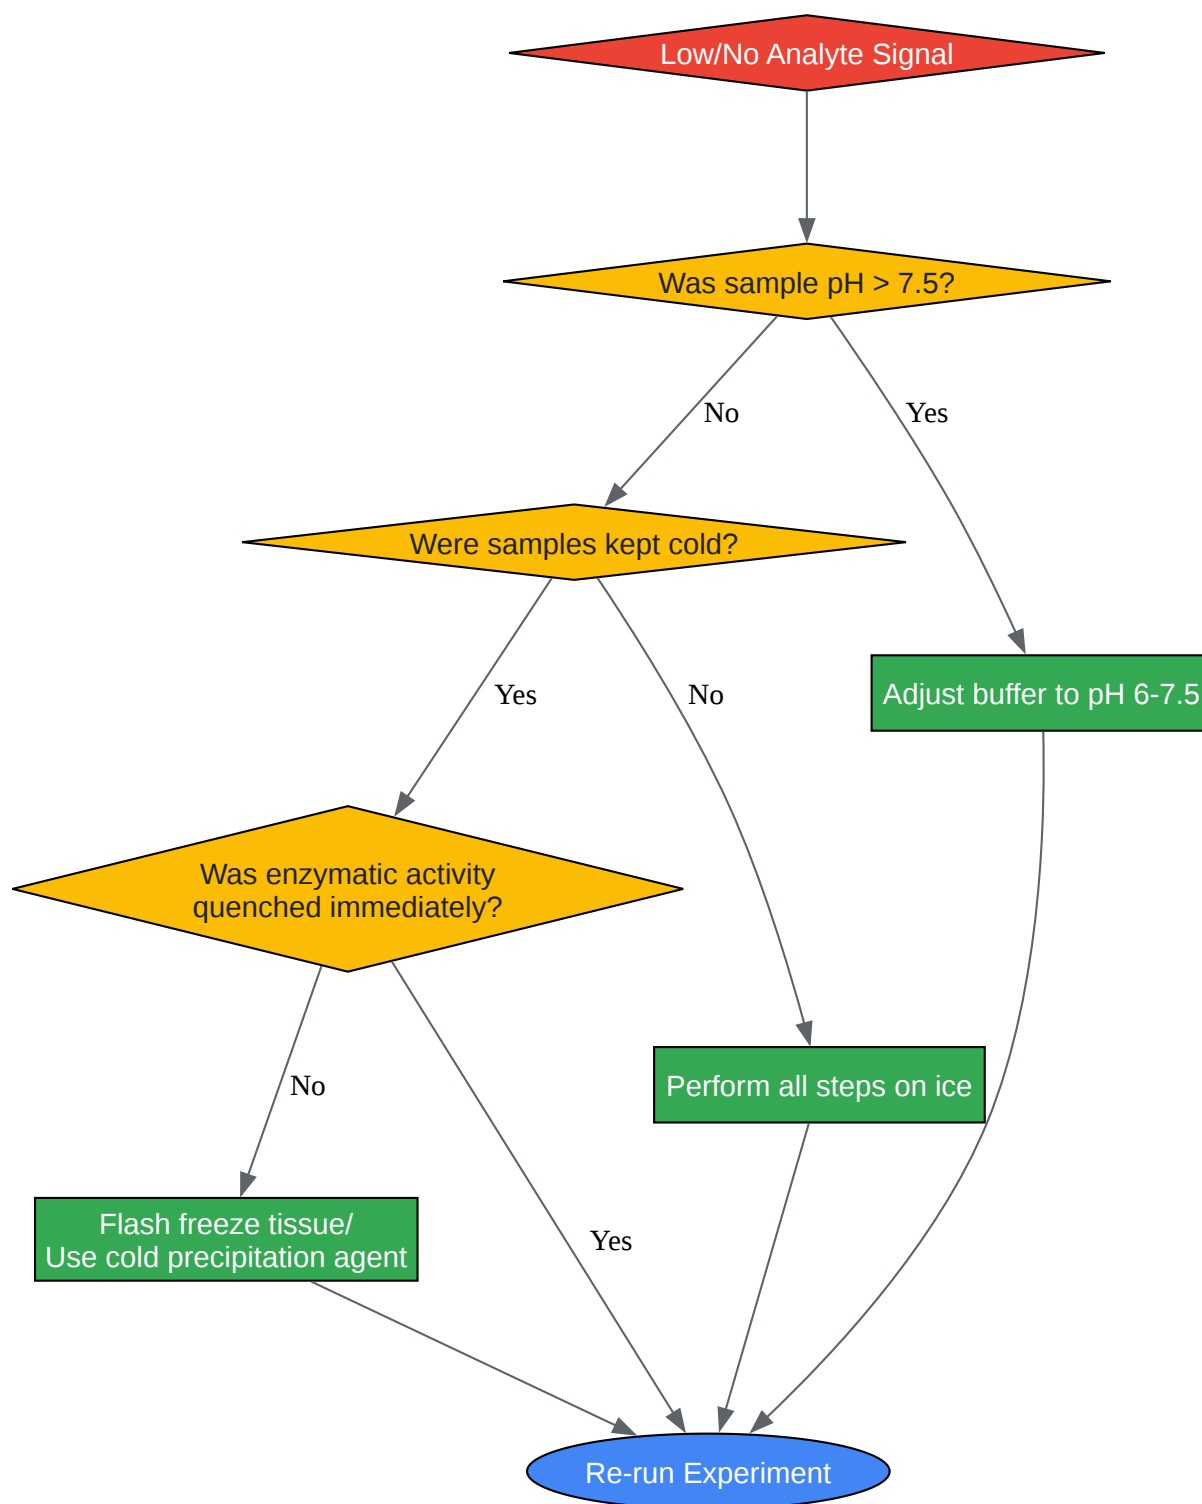 Low/No Analyte Signal
Was sample pH > 7.5?
No
Yes
Were samples kept cold?
Yes
No
Adjust buffer to pH 6-7.5
Was enzymatic activity
quenched immediately?
No
Perform all steps on ice
Flash freeze tissue/
Use cold precipitation agent
Yes
Re-run Experiment